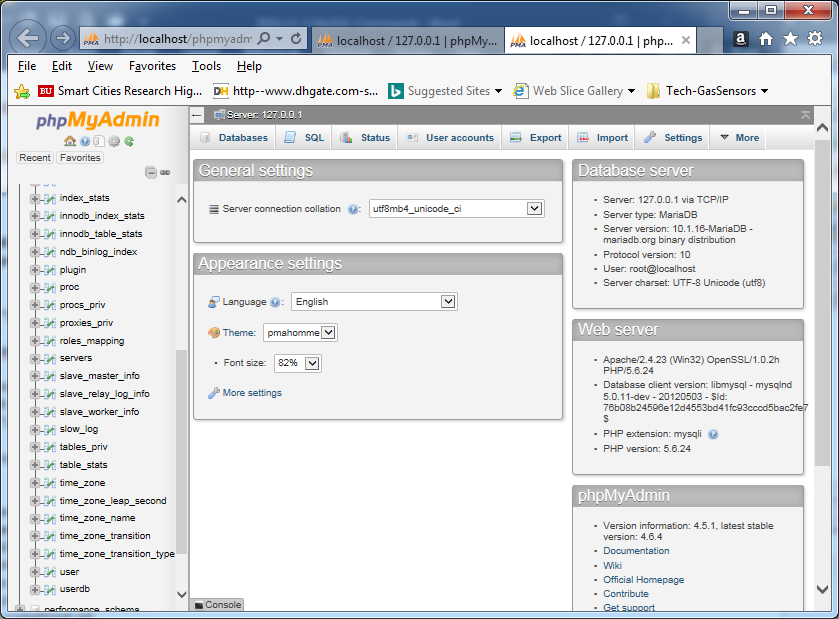 http://localhost/phpmyadm
localhost / 127.0.0.1 | phpMy...
localhost / 127.0.0.1 | php...
File Edit View Favorites Tools Help
Smart Cities Research Hig...
http--www.dhgate.com-s...
Suggested Sites
Web Slice Gallery
Tech-GasSensors
phpMyAdmin
Recent Favorites
index_stats
innodb_index_stats
innodb_table_stats
ndb_binlog_index
plugin
proc
procs_priv
proxies_priv
roles_mapping
servers
slave_master_info
slave_relay_log_info
slave_worker_info
slow_log
tables_priv
table_stats
time_zone
time_zone_leap_second
time_zone_name
time_zone_transition
time_zone_transition_type
user
userdb
performance_schema
Server: 127.0.0.1
Databases SQL Status User accounts Export Import Settings More
General settings
Server connection collation : utf8mb4_unicode_ci
Appearance settings
Language : English
Theme: pmahomme
• Font size: 82%
More settings
Console
Database server
• Server: 127.0.0.1 via TCP/IP
• Server type: MariaDB
• Server version: 10.1.16-MariaDB -
mariadb.org binary distribution
• Protocol version: 10
• User: root@localhost
• Server charset: UTF-8 Unicode (utf8)
Web server
• Apache/2.4.23 (Win32) OpenSSL/1.0.2h
PHP/5.6.24
• Database client version: libmysql - mysqlnd
5.0.11-dev - 20120503 - $Id:
76b08b24596e12d4553bd41fc93cccd5bac2fe7
$
• PHP extension: mysqli
• PHP version: 5.6.24
phpMyAdmin
• Version information: 4.5.1, latest stable
version: 4.6.4
• Documentation
• Wiki
• Official Homepage
• Contribute
• Get support